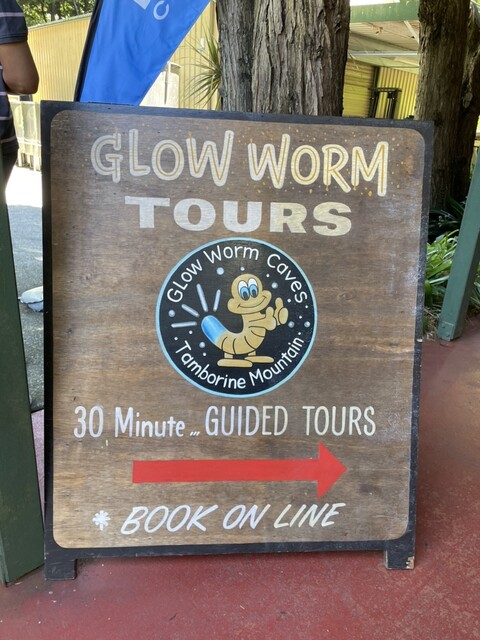 GLOW WORM
TOURS
Glow Worm Caves
Tamborine Mountain
30 Minute... GUIDED TOURS
* BOOK ON LINE